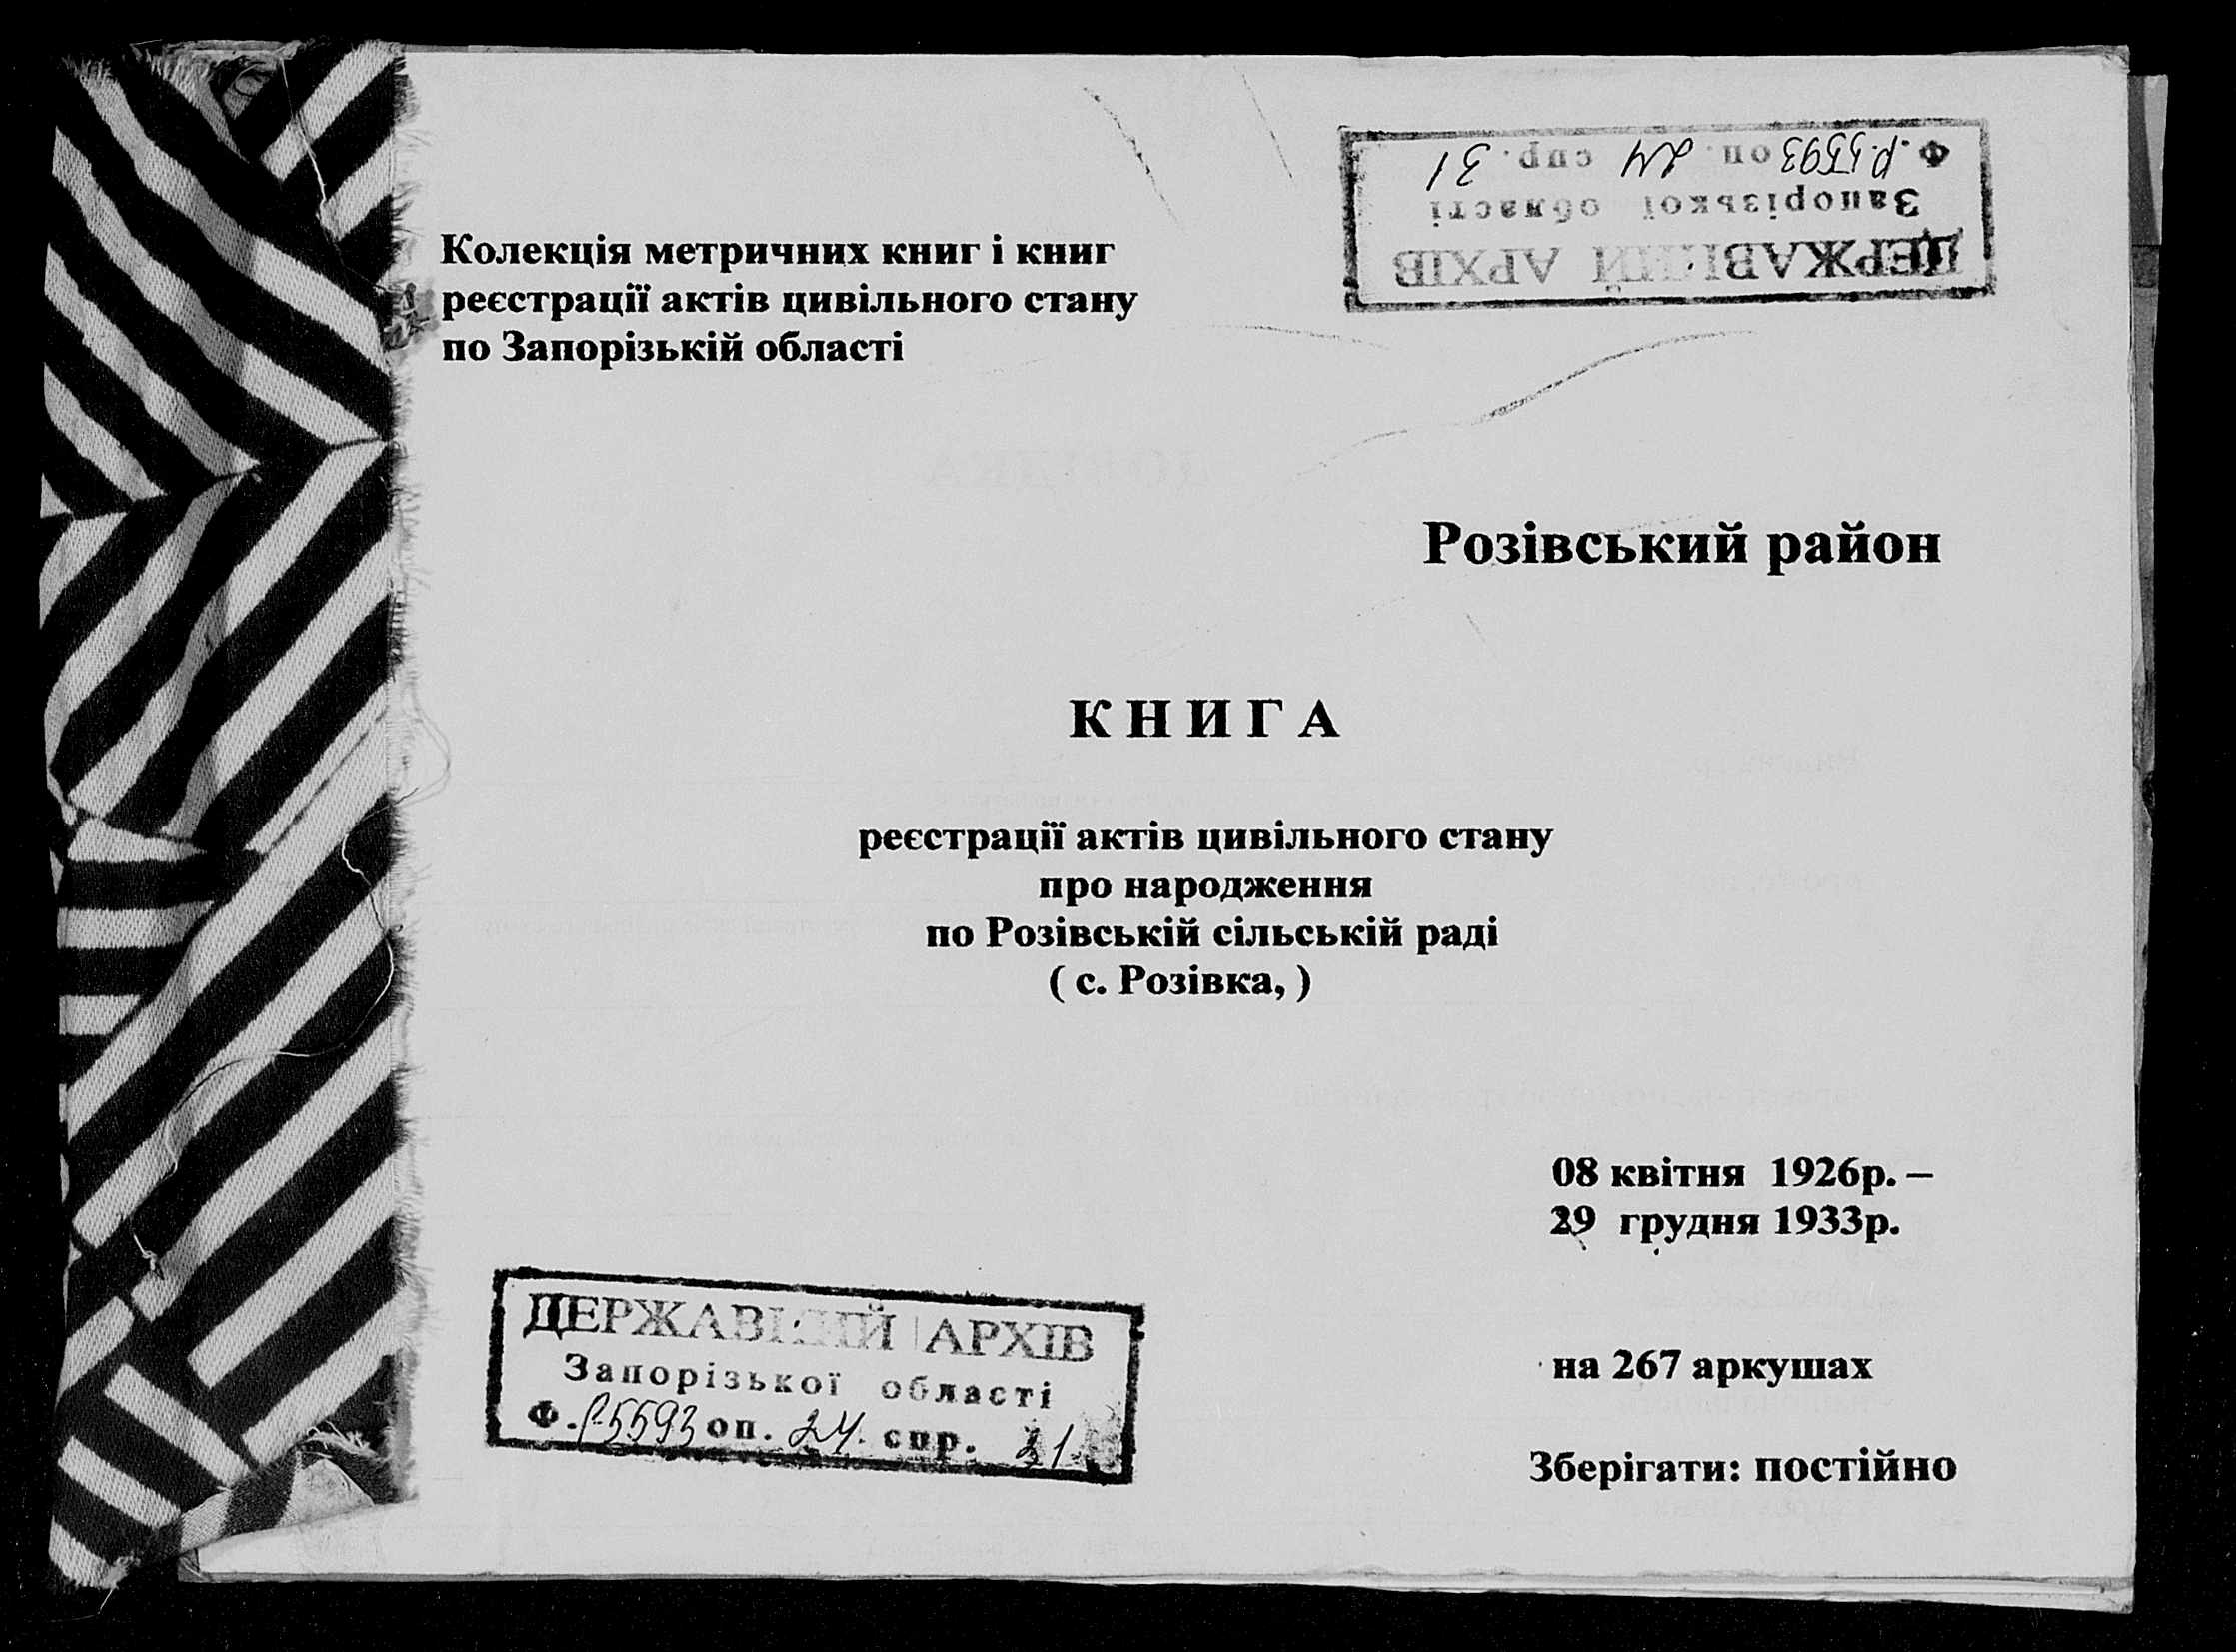 Колекція метричних книг і книг
реєстрації актів цивільного стану
по Запорізькій області
ДЕРЖАВНИЙ АРХІВ
Запорізької області
Ф. р.5593 оп. 24 спр. 31
Розівський район
КНИГА
реєстрації актів цивільного стану
про народження
по Розівській сільській раді
( с. Розівка, )
08 квітня 1926р. –
29 грудня 1933р.
на 267 аркушах
Зберігати: постійно
ДЕРЖАВНИЙ АРХІВ
Запорізької області
Ф. р5593 оп. 24. спр. 31